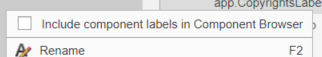 app.CopyrightsLabe
Include component labels in Component Browser
Rename F2